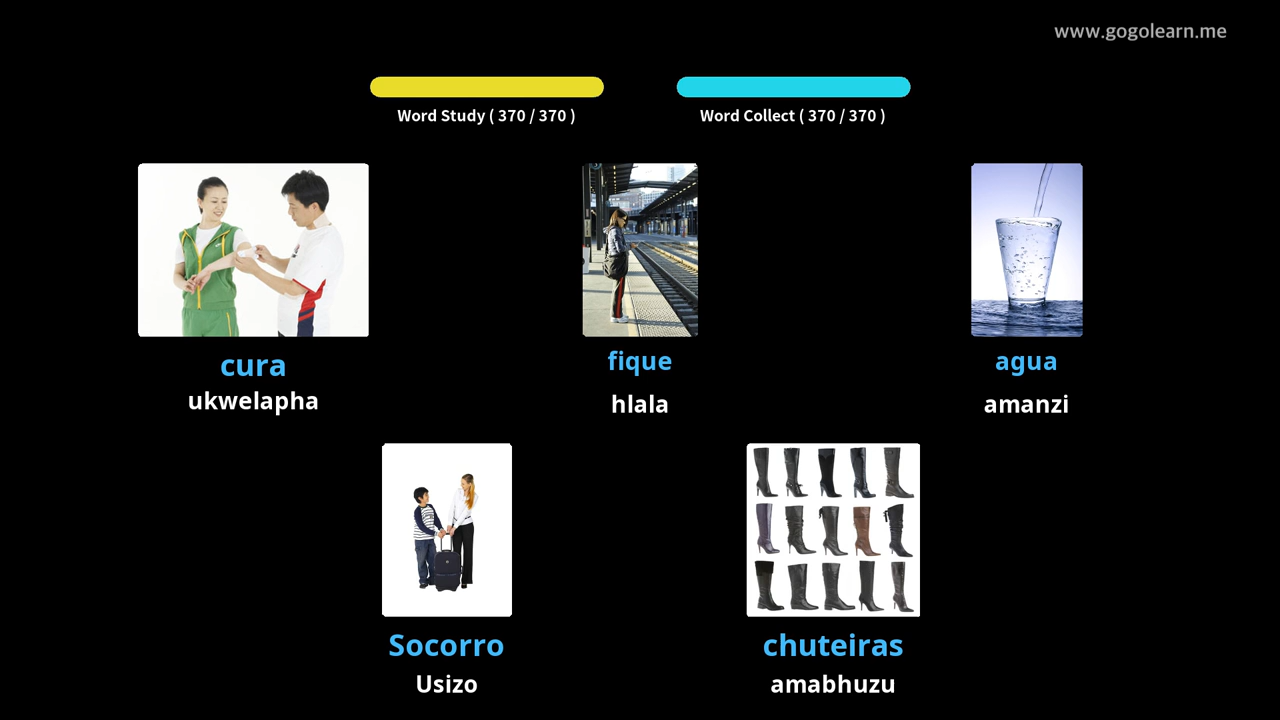 www.gogolearn.me
Word Study ( 370 / 370 )
Word Collect ( 370 / 370 )
cura
ukwelapha
fique
hlala
agua
amanzi
Socorro
Usizo
chuteiras
amabhuzu